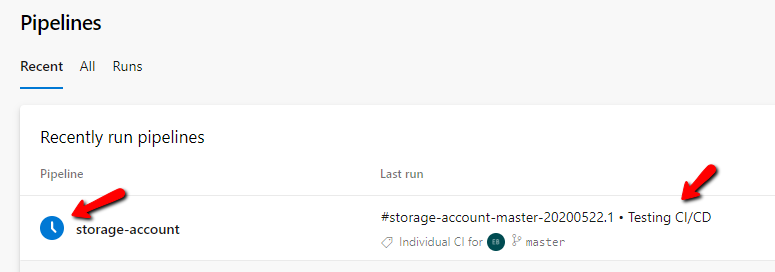 Pipelines
Recent All Runs
Recently run pipelines
Pipeline Last run
storage-account #storage-account-master-20200522.1 • Testing CI/CD
Individual CI for EB master